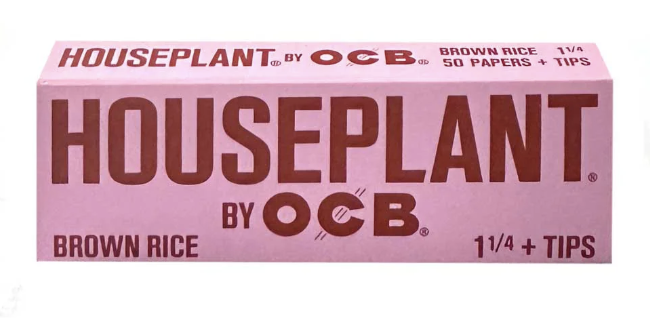 HOUSEPLANT® BY OCB® BROWN RICE 1 1/4
50 PAPERS + TIPS
HOUSEPLANT®
BY OCB®
BROWN RICE 1 1/4 + TIPS